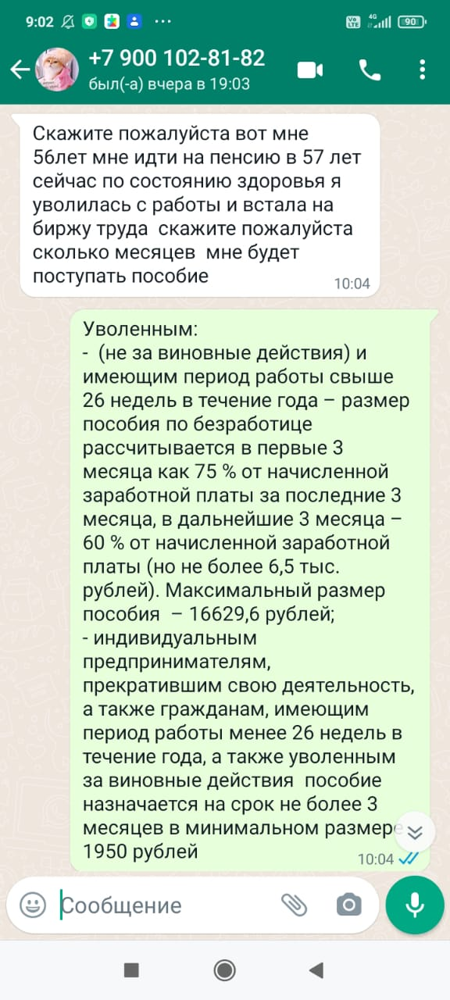 9:02
Vo LTE 4G 90
+7 900 102-81-82
был(-а) вчера в 19:03
Скажите пожалуйста вот мне
56лет мне идти на пенсию в 57 лет
сейчас по состоянию здоровья я
уволилась с работы и встала на
биржу труда  скажите пожалуйста
сколько месяцев  мне будет
поступать пособие
10:04
Уволенным:
-  (не за виновные действия) и
имеющим период работы свыше
26 недель в течение года – размер
пособия по безработице
рассчитывается в первые 3
месяца как 75 % от начисленной
заработной платы за последние 3
месяца, в дальнейшие 3 месяца –
60 % от начисленной заработной
платы (но не более 6,5 тыс.
рублей). Максимальный размер
пособия  – 16629,6 рублей;
- индивидуальным
предпринимателям,
прекратившим свою деятельность,
а также гражданам, имеющим
период работы менее 26 недель в
течение года, а также уволенным
за виновные действия  пособие
назначается на срок не более 3
месяцев в минимальном размере
1950 рублей
10:04
Сообщение